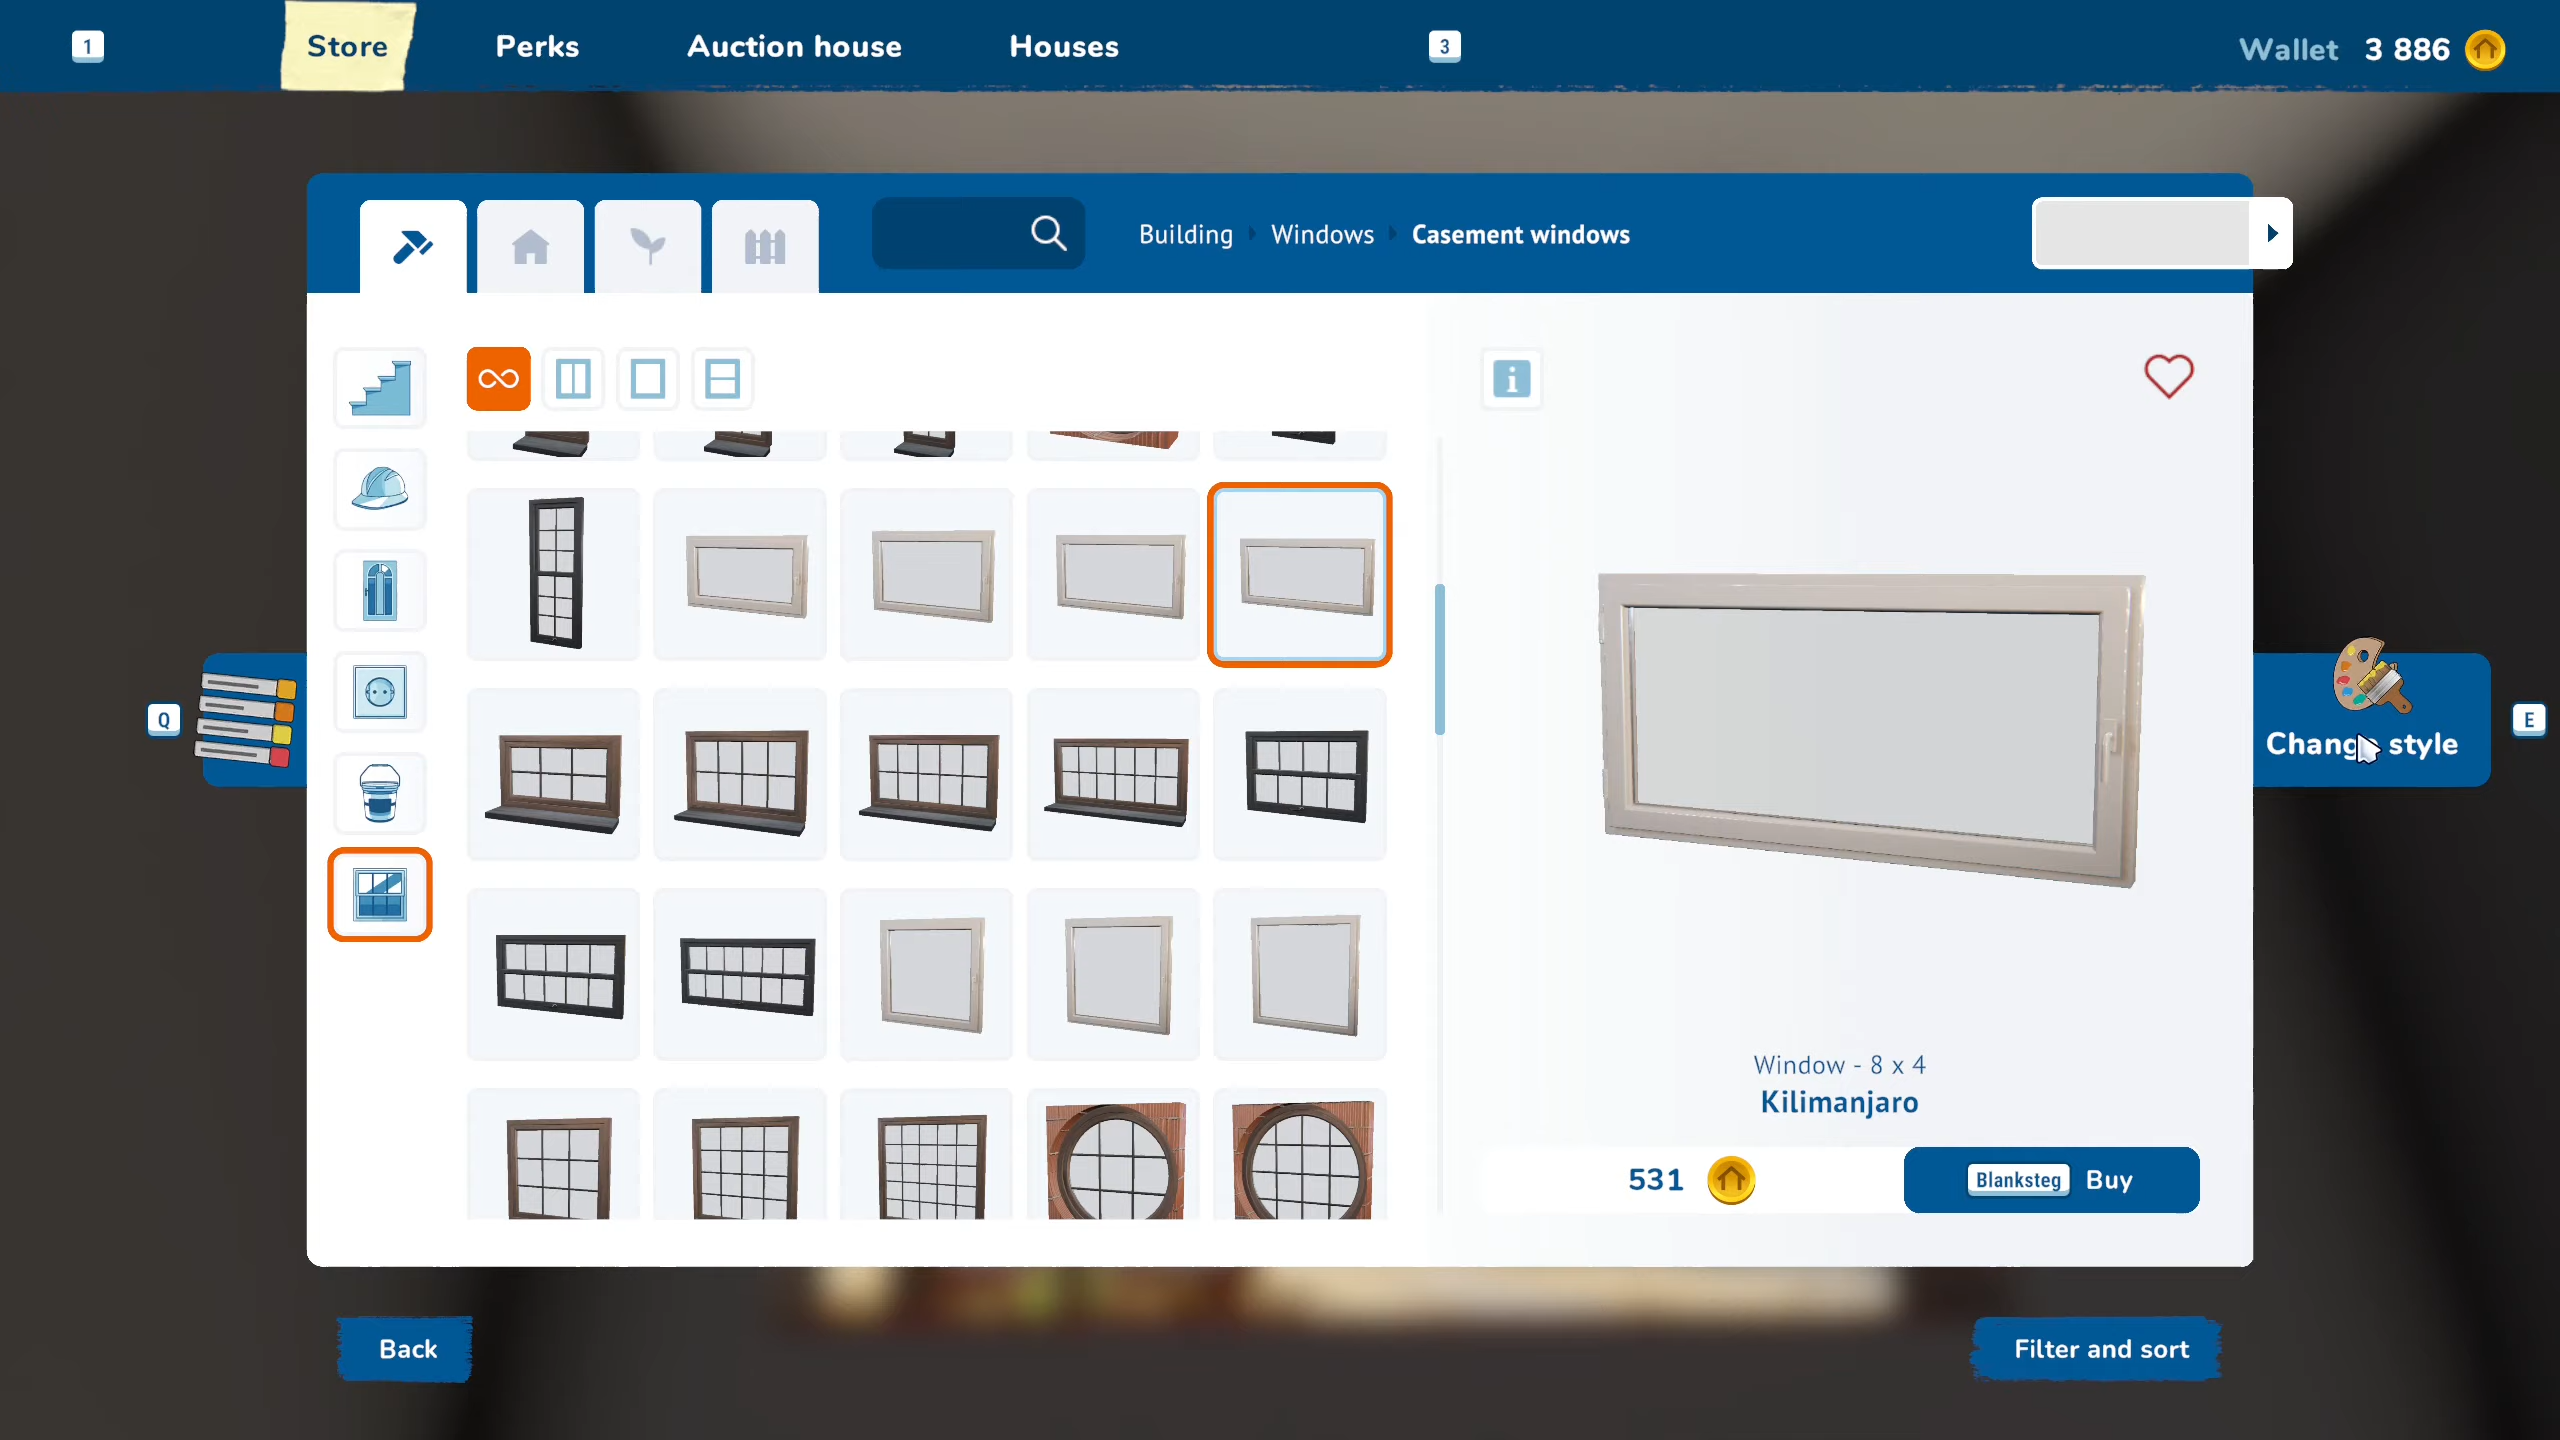 1
Store
Perks
Auction house
Houses
3
Wallet 3 886
Building
Windows
Casement windows
i
Q
Change style
E
Window - 8 x 4
Kilimanjaro
531
Blanksteg Buy
Back
Filter and sort